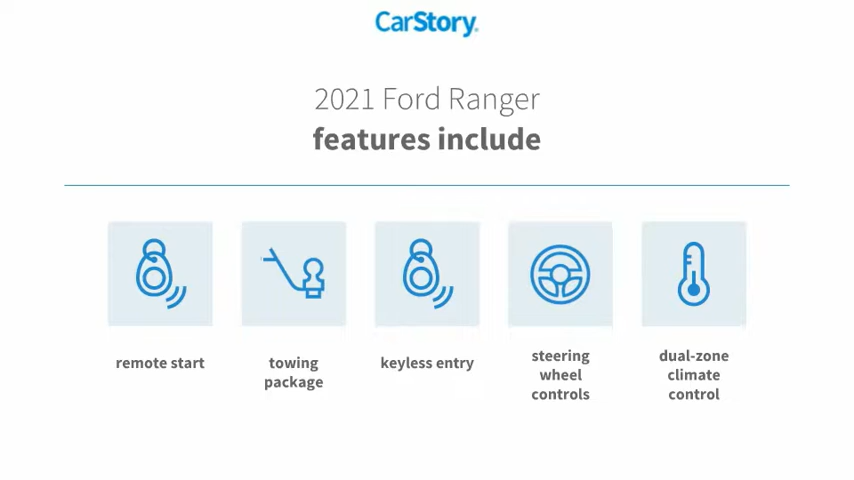 CarStory
2021 Ford Ranger
features include
remote start
towing
package
keyless entry
steering
wheel
controls
dual-zone
climate
control